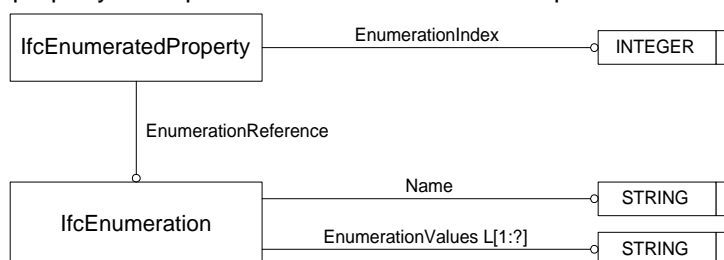 IfcEnumeratedProperty
EnumerationIndex
INTEGER
EnumerationReference
IfcEnumeration
Name
STRING
EnumerationValues L[1:?]
STRING